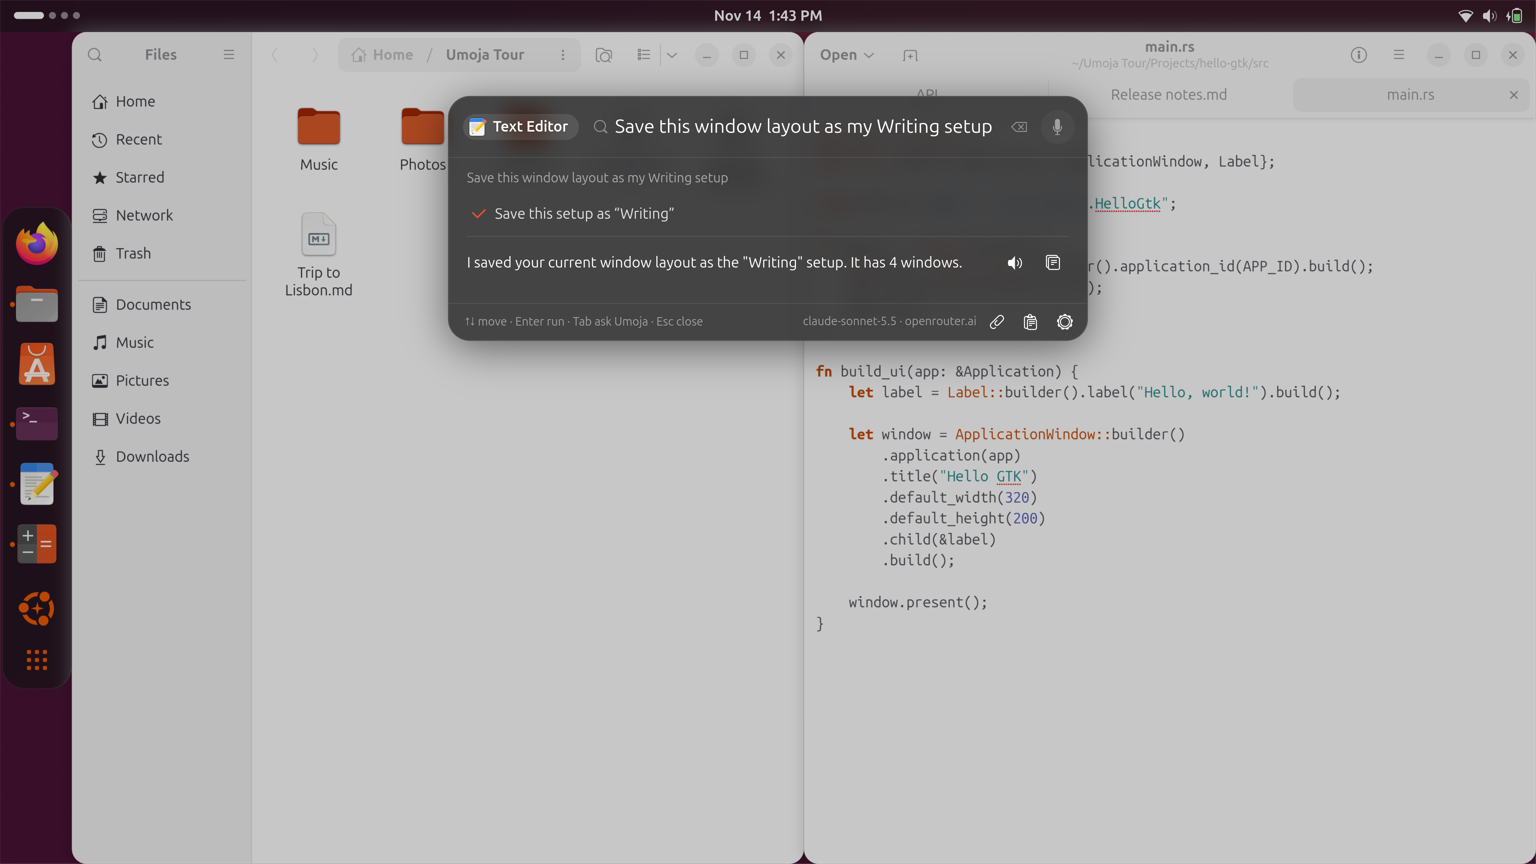 Nov 14 1:43 PM
Files
Home / Umoja Tour
Home
Recent
Starred
Network
Trash
Documents
Music
Pictures
Videos
Downloads
Music
Photos
Trip to
Lisbon.md
Text Editor
Save this window layout as my Writing setup
Save this window layout as my Writing setup
Save this setup as “Writing”
I saved your current window layout as the "Writing" setup. It has 4 windows.
↑↓ move · Enter run · Tab ask Umoja · Esc close
claude-sonnet-5.5 · openrouter.ai
Open
main.rs
~/Umoja Tour/Projects/hello-gtk/src
Release notes.md
main.rs
licationWindow, Label};
.HelloGtk";
r().application_id(APP_ID).build();
);
fn build_ui(app: &Application) {
let label = Label::builder().label("Hello, world!").build();
let window = ApplicationWindow::builder()
.application(app)
.title("Hello GTK")
.default_width(320)
.default_height(200)
.child(&label)
.build();
window.present();
}